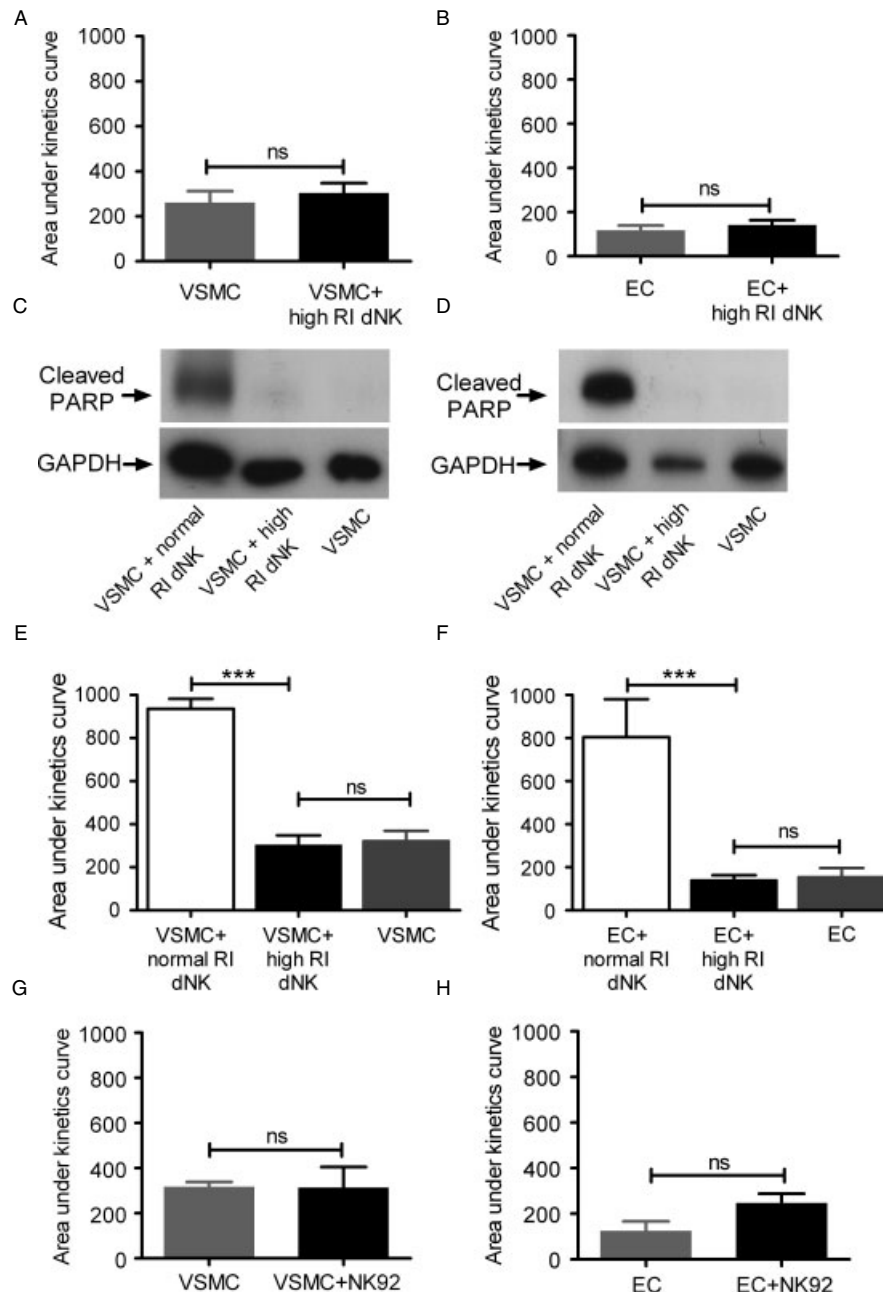 A
Area under kinetics curve
1000
800
600
400
200
0
ns
VSMC
VSMC+
high RI dNK
B
Area under kinetics curve
1000
800
600
400
200
0
ns
EC
EC+
high RI dNK
C
Cleaved
PARP
GAPDH
VSMC + normal
RI dNK
VSMC + high
RI dNK
VSMC
D
Cleaved
PARP
GAPDH
VSMC + normal
RI dNK
VSMC + high
RI dNK
VSMC
E
Area under kinetics curve
1000
800
600
400
200
0
***
ns
VSMC+
normal RI
dNK
VSMC+
high RI
dNK
VSMC
F
Area under kinetics curve
1000
800
600
400
200
0
***
ns
EC+
normal RI
dNK
EC+
high RI
dNK
EC
G
Area under kinetics curve
1000
800
600
400
200
0
ns
VSMC
VSMC+NK92
H
Area under kinetics curve
1000
800
600
400
200
0
ns
EC
EC+NK92